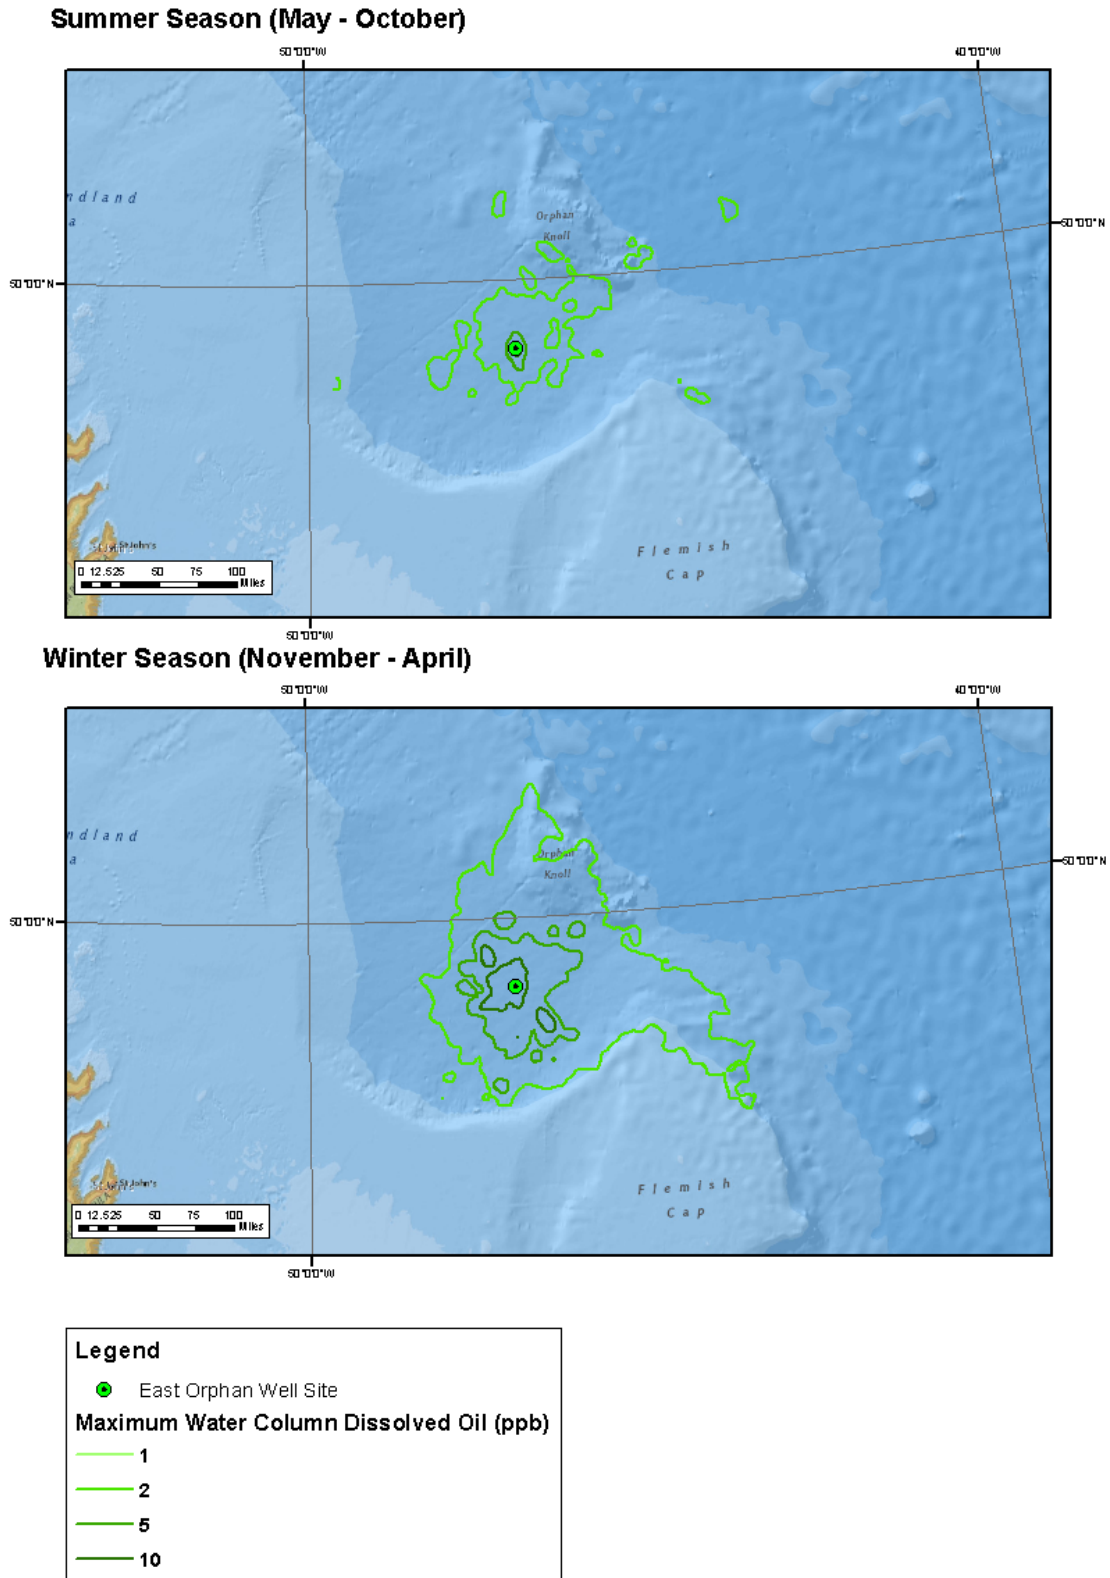 Summer Season (May - October)
50°0'0"W
40°0'0"W
ndland
a
Orphan
Knoll
50°0'0"N
50°0'0"N
Flemish
Cap
St John's
0 12.525 50 75 100
Miles
50°0'0"W
Winter Season (November - April)
50°0'0"W
40°0'0"W
ndland
a
Orphan
Knoll
50°0'0"N
50°0'0"N
Flemish
Cap
St John's
0 12.525 50 75 100
Miles
50°0'0"W
Legend
East Orphan Well Site
Maximum Water Column Dissolved Oil (ppb)
1
2
5
10